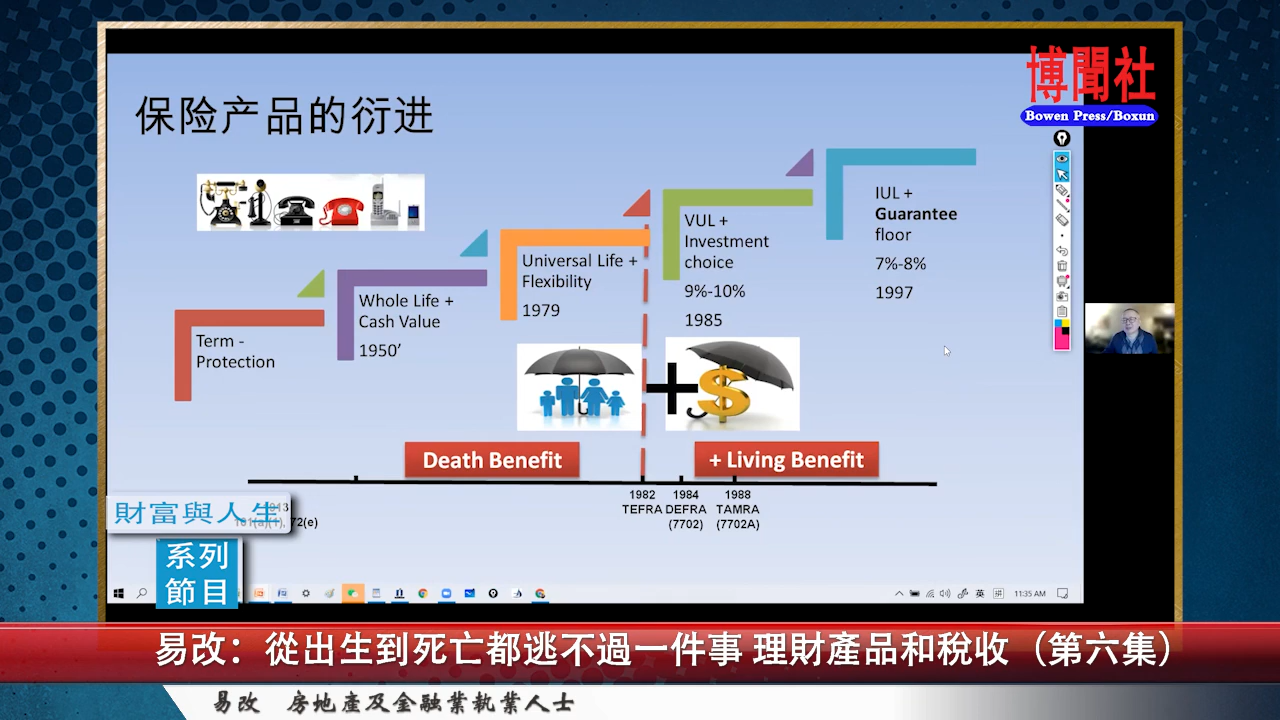 博聞社
Bowen Press/Boxun
保险产品的衍进
Term -
Protection
Whole Life +
Cash Value
1950’
Universal Life +
Flexibility
1979
VUL +
Investment
choice
9%-10%
1985
IUL +
Guarantee
floor
7%-8%
1997
Death Benefit
+ Living Benefit
1982
TEFRA
1984
DEFRA
(7702)
1988
TAMRA
(7702A)
72(e)
財富與人生
系列
節目
英
拼
11:35 AM
易改：從出生到死亡都逃不過一件事 理財產品和稅收（第六集）
易改 房地產及金融業執業人士